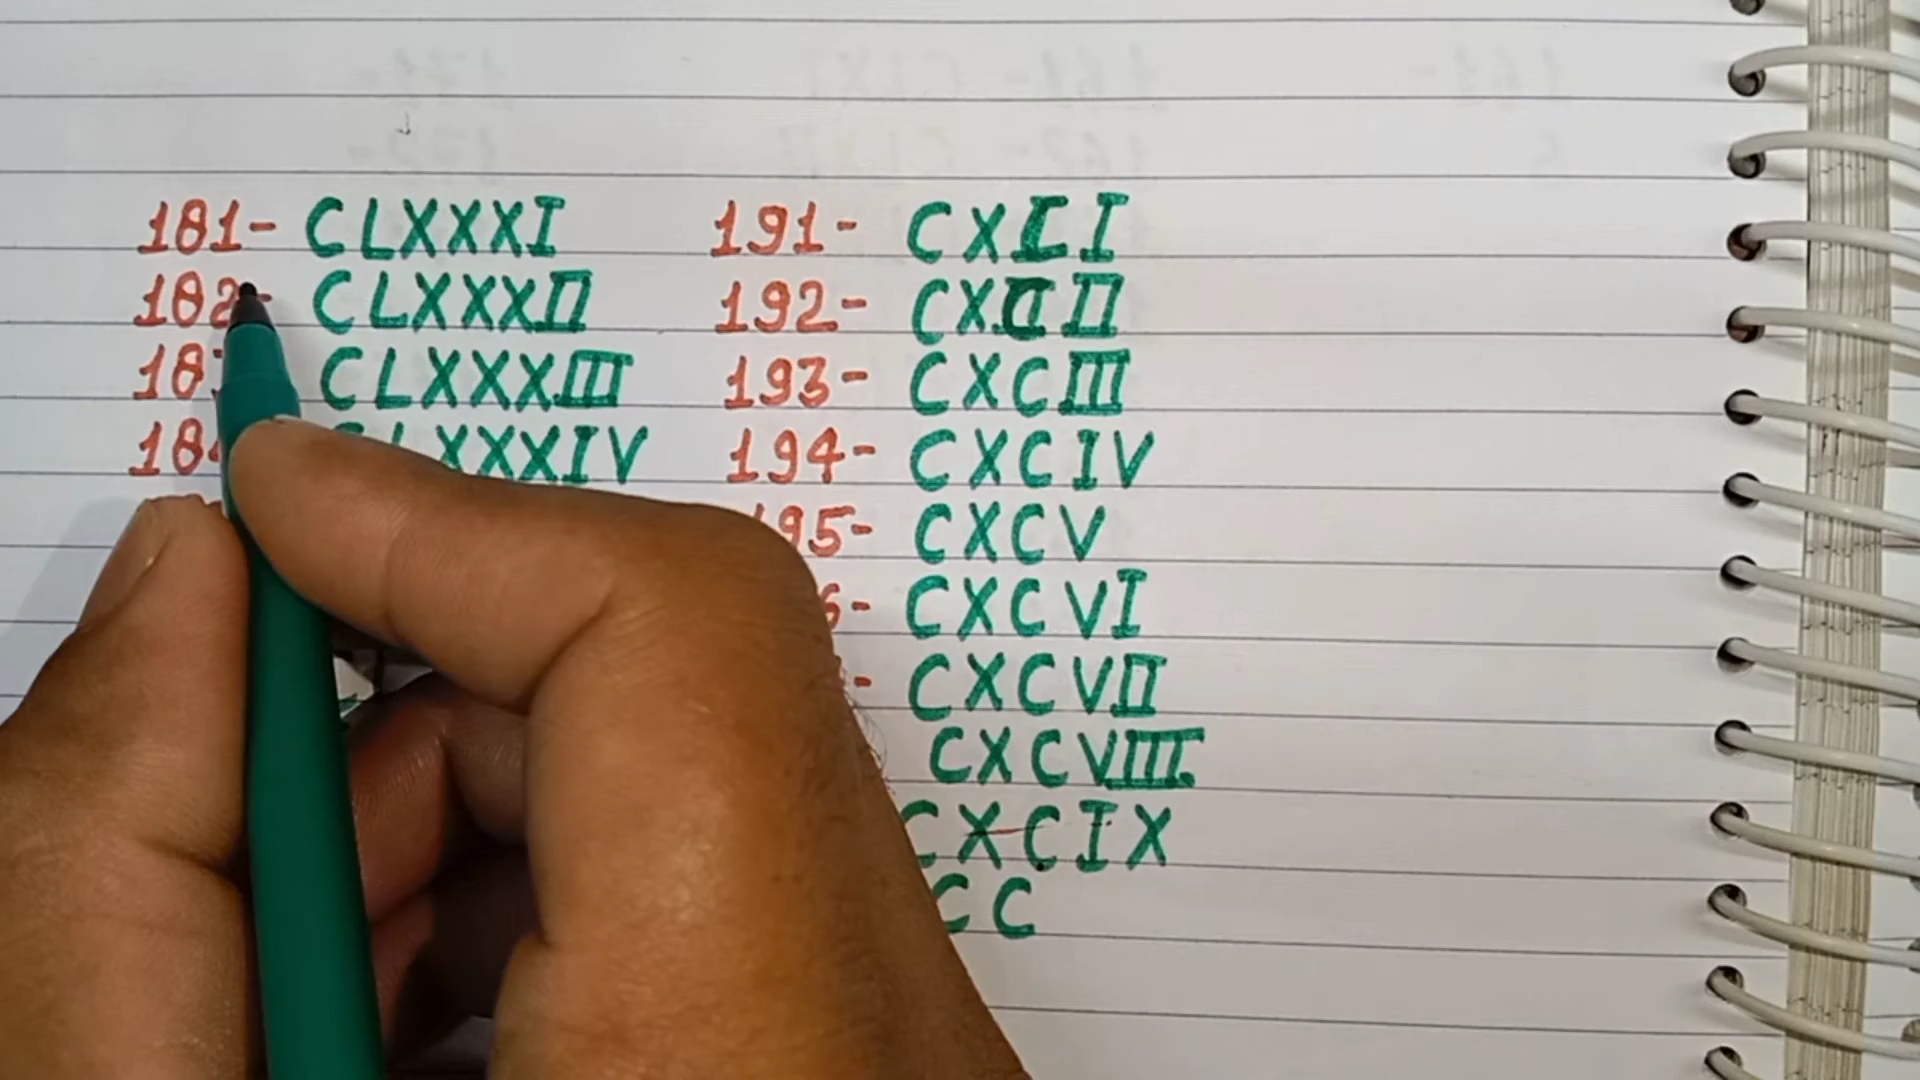 181- CLXXXI
182- CLXXXII
CLXXXIII
XXXIV
191- CXCI
192- CXCII
193- CXCIII
194- CXCIV
195- CXCV
6- CXCVI
- CXCVII
CXCVIII
CXCIX
CC